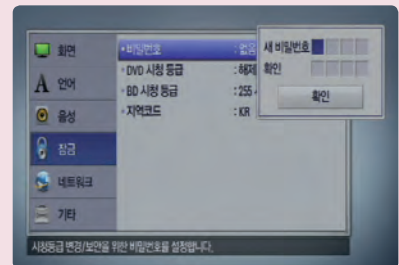 화면
언어
음성
잠금
네트워크
기타
• 비밀번호 : 없음
• DVD 시청 등급 : 해제
• BD 시청 등급 : 255
• 지역코드 : KR
새 비밀번호
확인
확인
시청등급 변경/보안을 위한 비밀번호를 설정합니다.